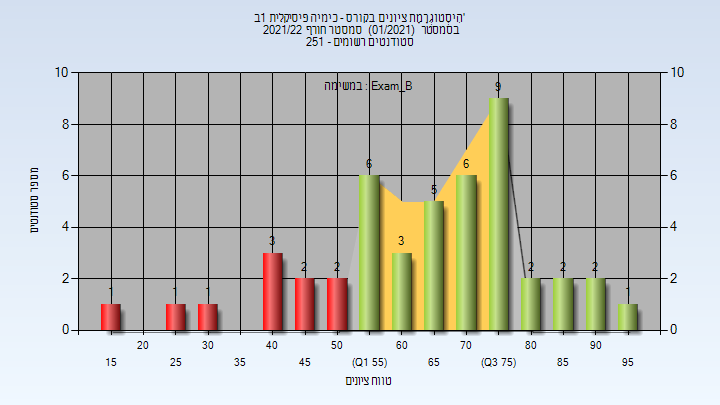 היסטוגרמת ציונים בקורס - כימיה פיסיקלית 1ב'
בסמסטר (01/2021) סמסטר חורף 2021/22
סטודנטים רשומים - 251
במשימה : Exam_B
מספר סטודנטים
10
8
6
4
2
0
10
8
6
4
2
0
1 1 1 3 2 2 6 3 5 6 9 2 2 2 1
20 30 40 50 60 70 80 90
15 25 35 45 (Q1 55) 65 (Q3 75) 85 95
טווח ציונים